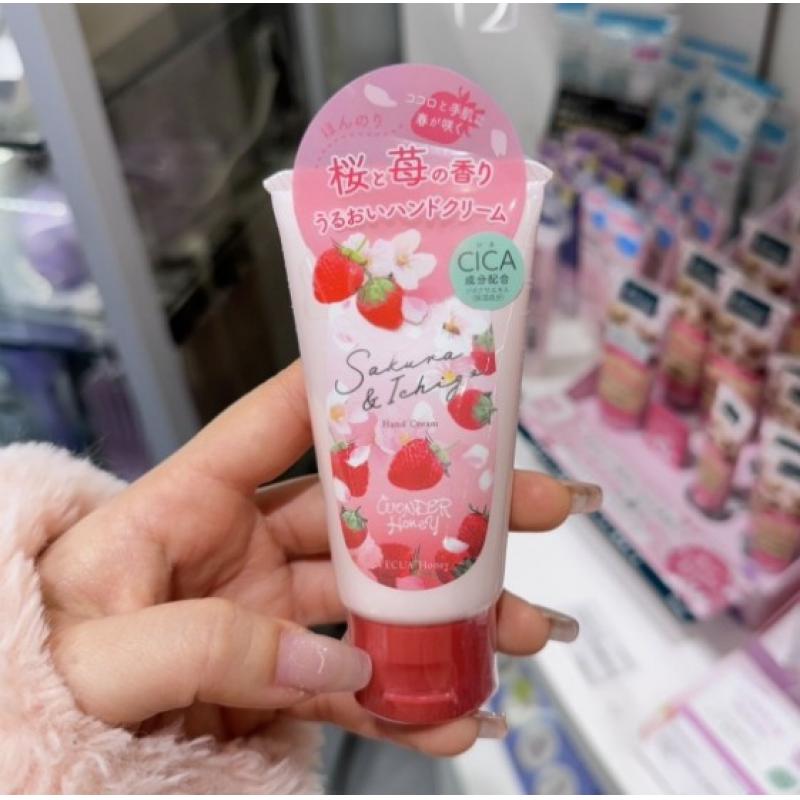 ココロと手肌に
春が咲く
ほんのり
桜と苺の香り
うるおいハンドクリーム
CICA
成分配合
Sakura
& Ichigo
Hand Cream
WONDER
Honey
VECUA Honey